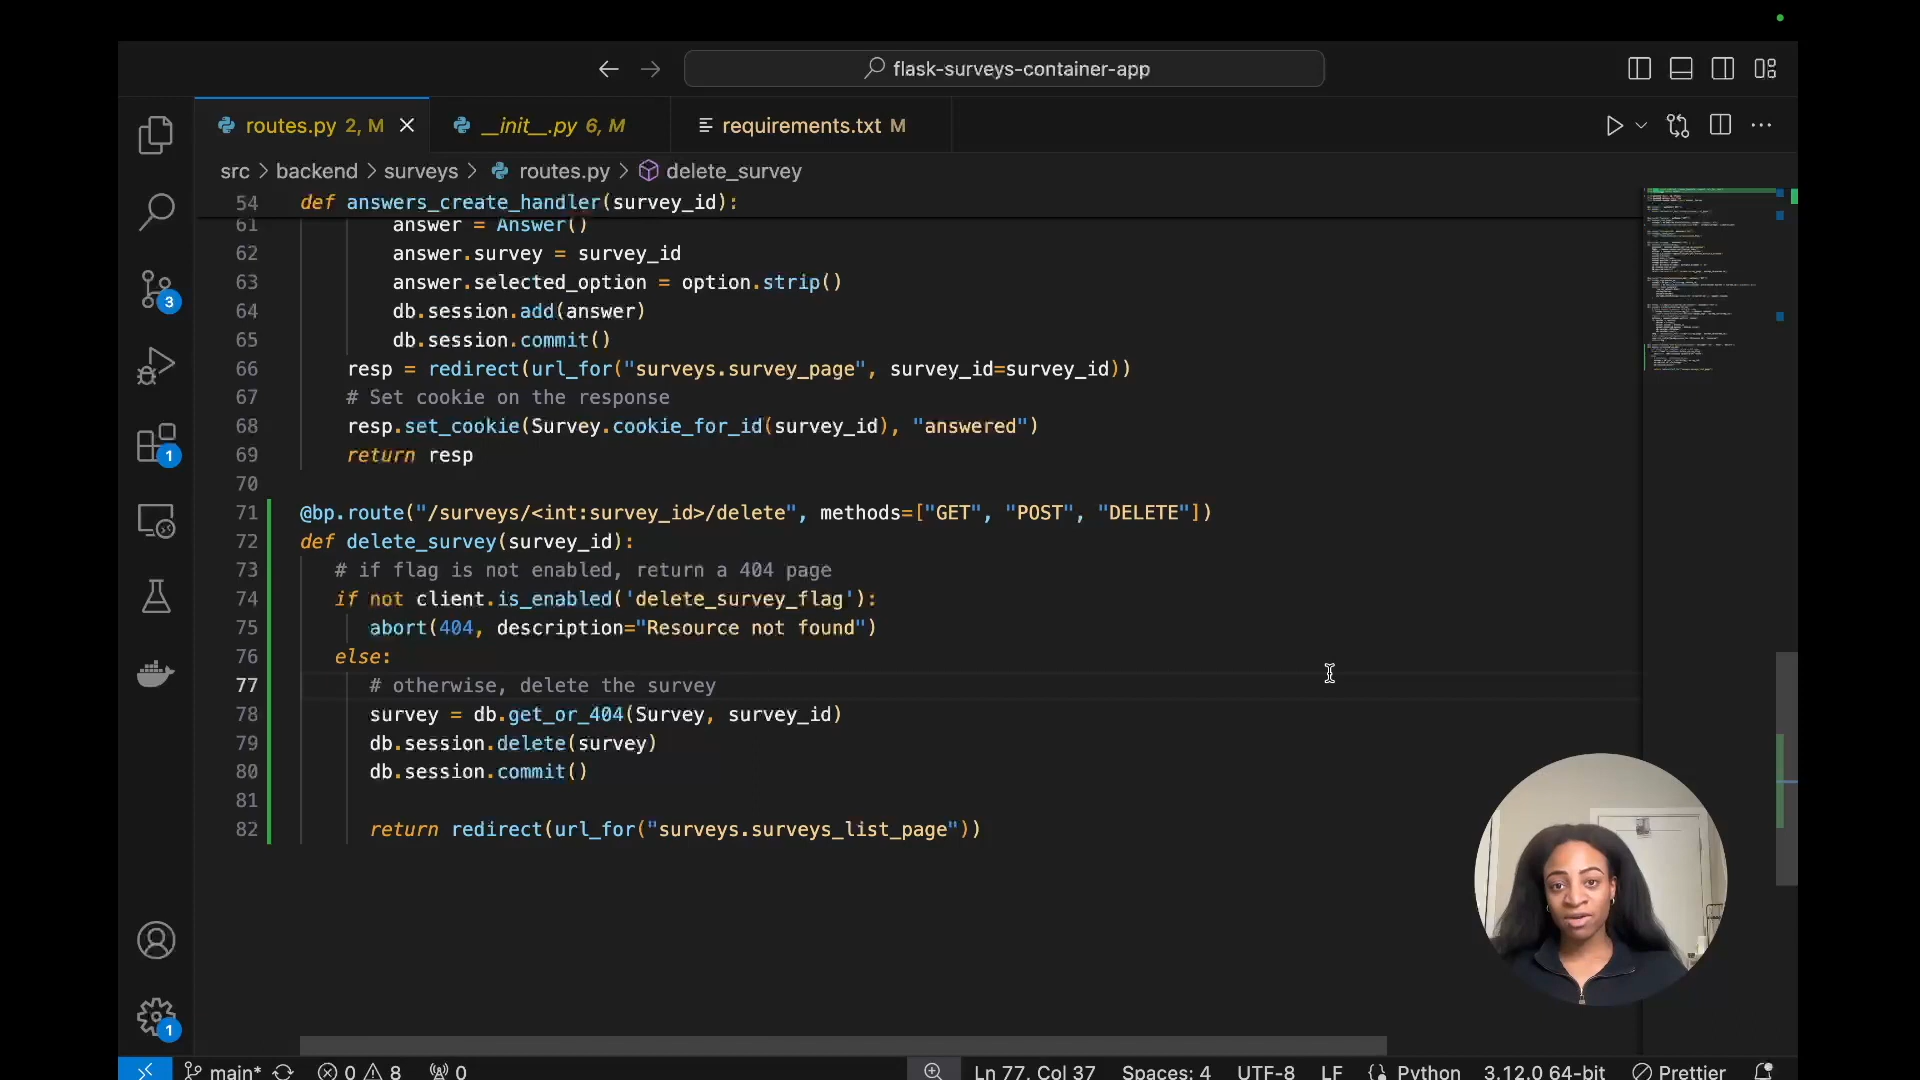 flask-surveys-container-app
routes.py 2, M
__init__.py 6, M
requirements.txt M
src > backend > surveys > routes.py > delete_survey
54 def answers_create_handler(survey_id):
61 answer = Answer()
62 answer.survey = survey_id
63 answer.selected_option = option.strip()
64 db.session.add(answer)
65 db.session.commit()
66 resp = redirect(url_for("surveys.survey_page", survey_id=survey_id))
67 # Set cookie on the response
68 resp.set_cookie(Survey.cookie_for_id(survey_id), "answered")
69 return resp
70
71 @bp.route("/surveys/<int:survey_id>/delete", methods=["GET", "POST", "DELETE"])
72 def delete_survey(survey_id):
73 # if flag is not enabled, return a 404 page
74 if not client.is_enabled('delete_survey_flag'):
75 abort(404, description="Resource not found")
76 else:
77 # otherwise, delete the survey
78 survey = db.get_or_404(Survey, survey_id)
79 db.session.delete(survey)
80 db.session.commit()
81
82 return redirect(url_for("surveys.surveys_list_page"))
3
1
1
main* 0 8 0 Ln 77, Col 37 Spaces: 4 UTF-8 LF Python 3.12.0 64-bit Prettier